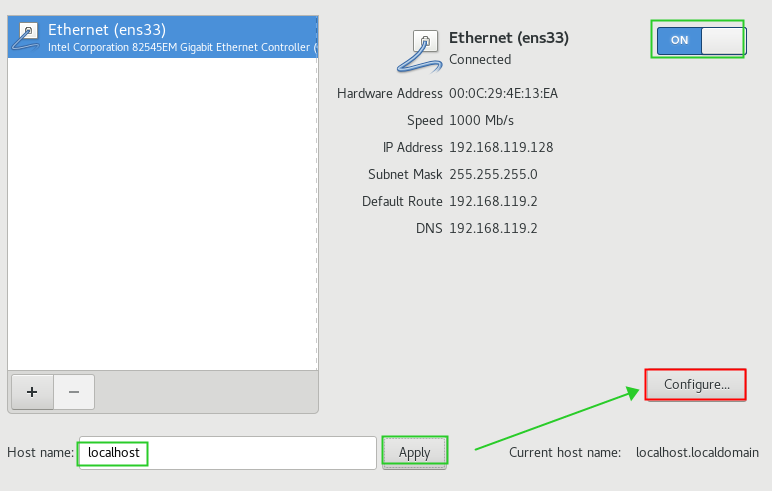 Ethernet (ens33)
Intel Corporation 82545EM Gigabit Ethernet Controller (
Ethernet (ens33)
Connected
ON
Hardware Address 00:0C:29:4E:13:EA
Speed 1000 Mb/s
IP Address 192.168.119.128
Subnet Mask 255.255.255.0
Default Route 192.168.119.2
DNS 192.168.119.2
+ −
Configure...
Host name: localhost Apply Current host name: localhost.localdomain